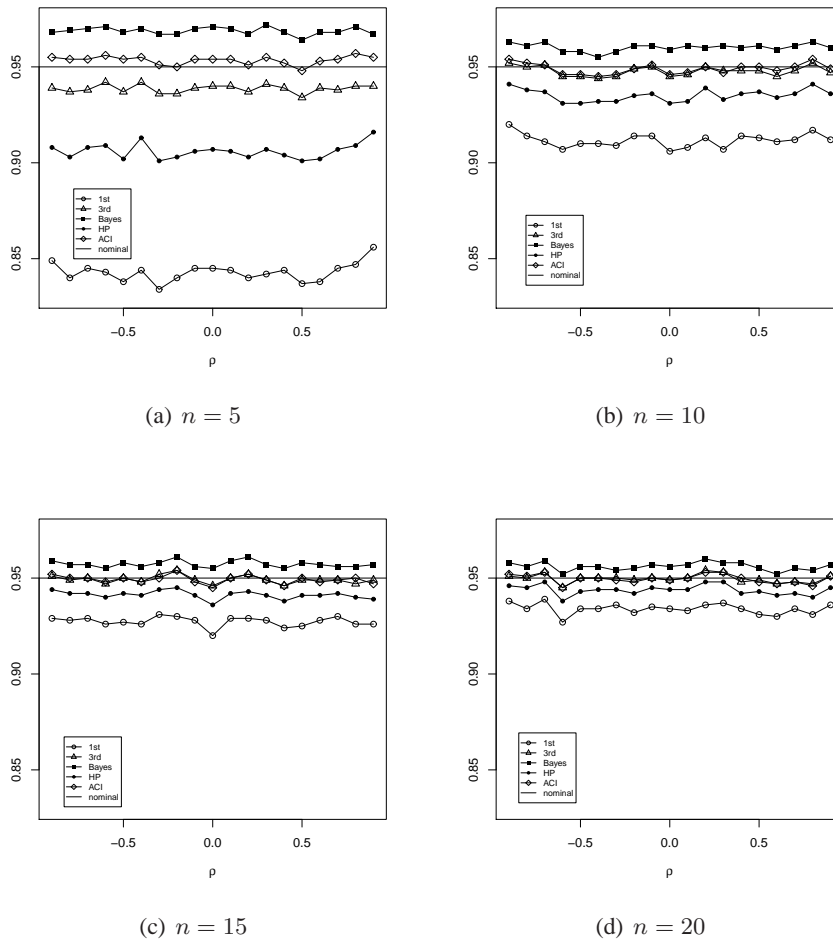 0.95
0.90
0.85
1st
3rd
Bayes
HP
ACI
nominal
−0.5 0.0 0.5
ρ
(a) n = 5
0.95
0.90
0.85
1st
3rd
Bayes
HP
ACI
nominal
−0.5 0.0 0.5
ρ
(b) n = 10
0.95
0.90
0.85
1st
3rd
Bayes
HP
ACI
nominal
−0.5 0.0 0.5
ρ
(c) n = 15
0.95
0.90
0.85
1st
3rd
Bayes
HP
ACI
nominal
−0.5 0.0 0.5
ρ
(d) n = 20